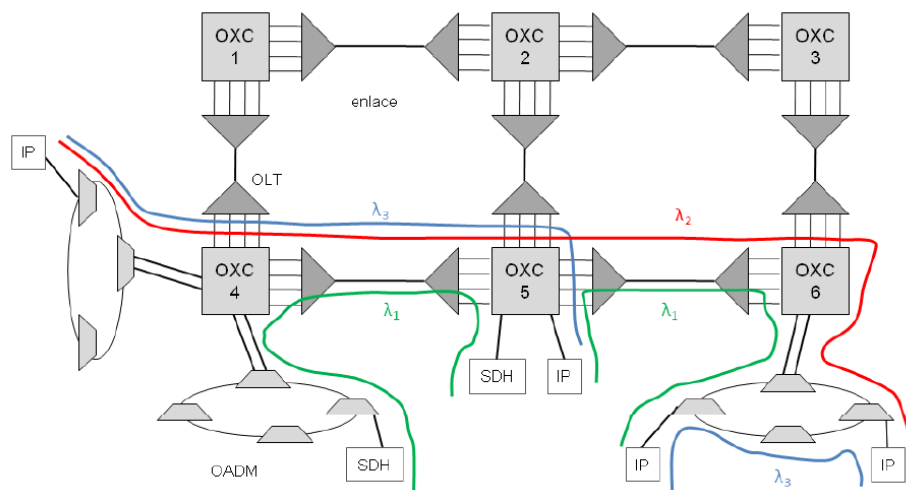 OXC
1
OXC
2
OXC
3
enlace
IP
OLT
λ3
λ2
OXC
4
OXC
5
OXC
6
λ1
λ1
SDH
IP
OADM
SDH
IP
IP
λ3